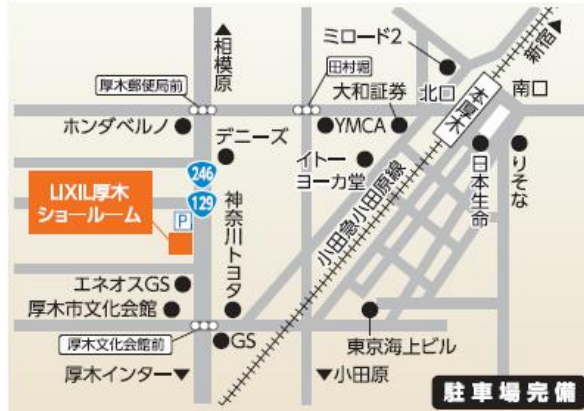 ミロード2
▲相模原
新宿▲
厚木郵便局前
田村堀
大和証券
北口
本厚木
南口
ホンダベルノ
デニーズ
YMCA
イトー
ヨーカ堂
日本生命
りそな
246
129
LIXIL厚木
ショールーム
P
神奈川トヨタ
小田急小田原線
エネオスGS
厚木市文化会館
厚木文化会館前
GS
東京海上ビル
厚木インター▼
▼小田原
駐車場完備